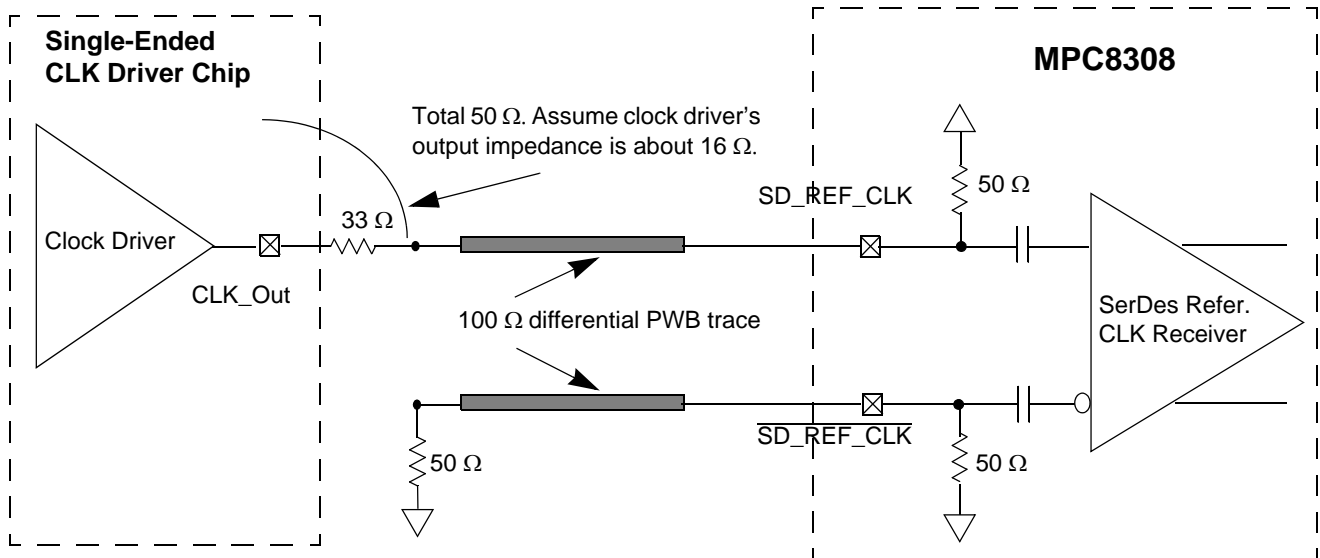 Single-Ended
CLK Driver Chip
MPC8308
Total 50 Ω. Assume clock driver’s
output impedance is about 16 Ω.
SD_REF_CLK
50 Ω
33 Ω
Clock Driver
CLK_Out
100 Ω differential PWB trace
SerDes Refer.
CLK Receiver
SD_REF_CLK
50 Ω
50 Ω